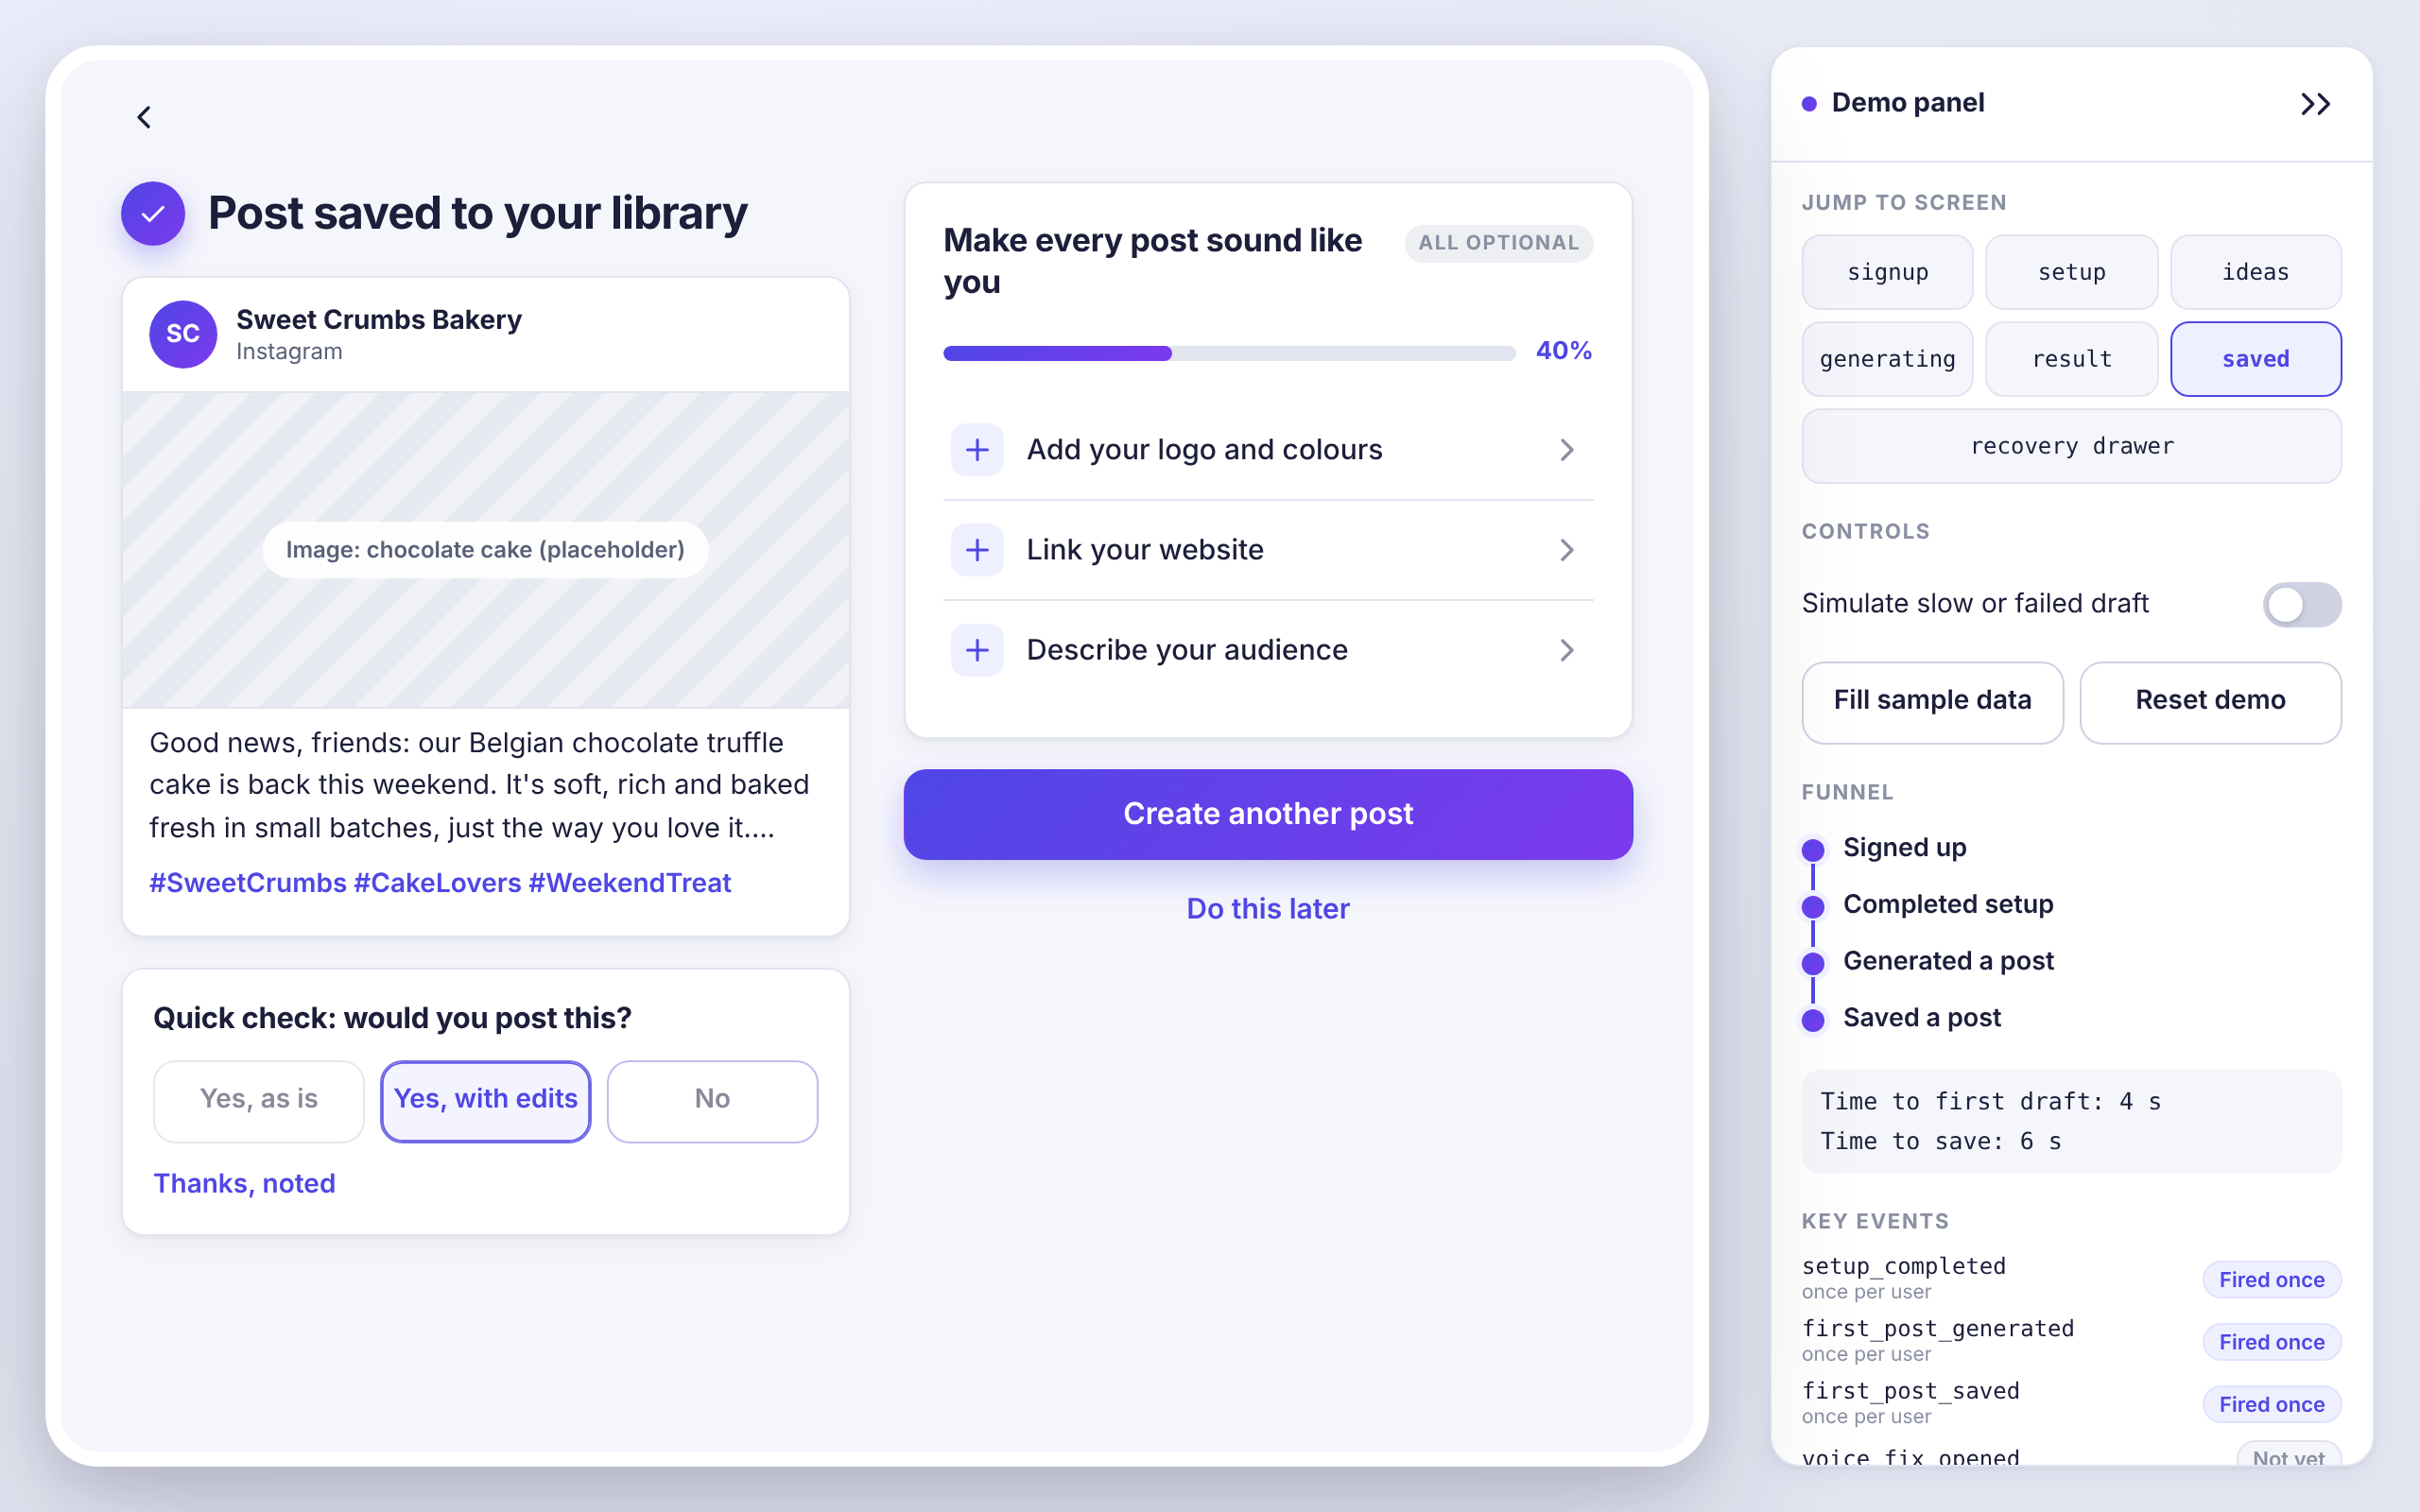 Post saved to your library
SC
Sweet Crumbs Bakery
Instagram
Image: chocolate cake (placeholder)
Good news, friends: our Belgian chocolate truffle
cake is back this weekend. It's soft, rich and baked
fresh in small batches, just the way you love it....
#SweetCrumbs #CakeLovers #WeekendTreat
Quick check: would you post this?
Yes, as is
Yes, with edits
No
Thanks, noted
Make every post sound like
you
ALL OPTIONAL
40%
Add your logo and colours
Link your website
Describe your audience
Create another post
Do this later
Demo panel
JUMP TO SCREEN
signup
setup
ideas
generating
result
saved
recovery drawer
CONTROLS
Simulate slow or failed draft
Fill sample data
Reset demo
FUNNEL
Signed up
Completed setup
Generated a post
Saved a post
Time to first draft: 4 s
Time to save: 6 s
KEY EVENTS
setup_completed
once per user
Fired once
first_post_generated
once per user
Fired once
first_post_saved
once per user
Fired once
voice_fix_opened
Not yet